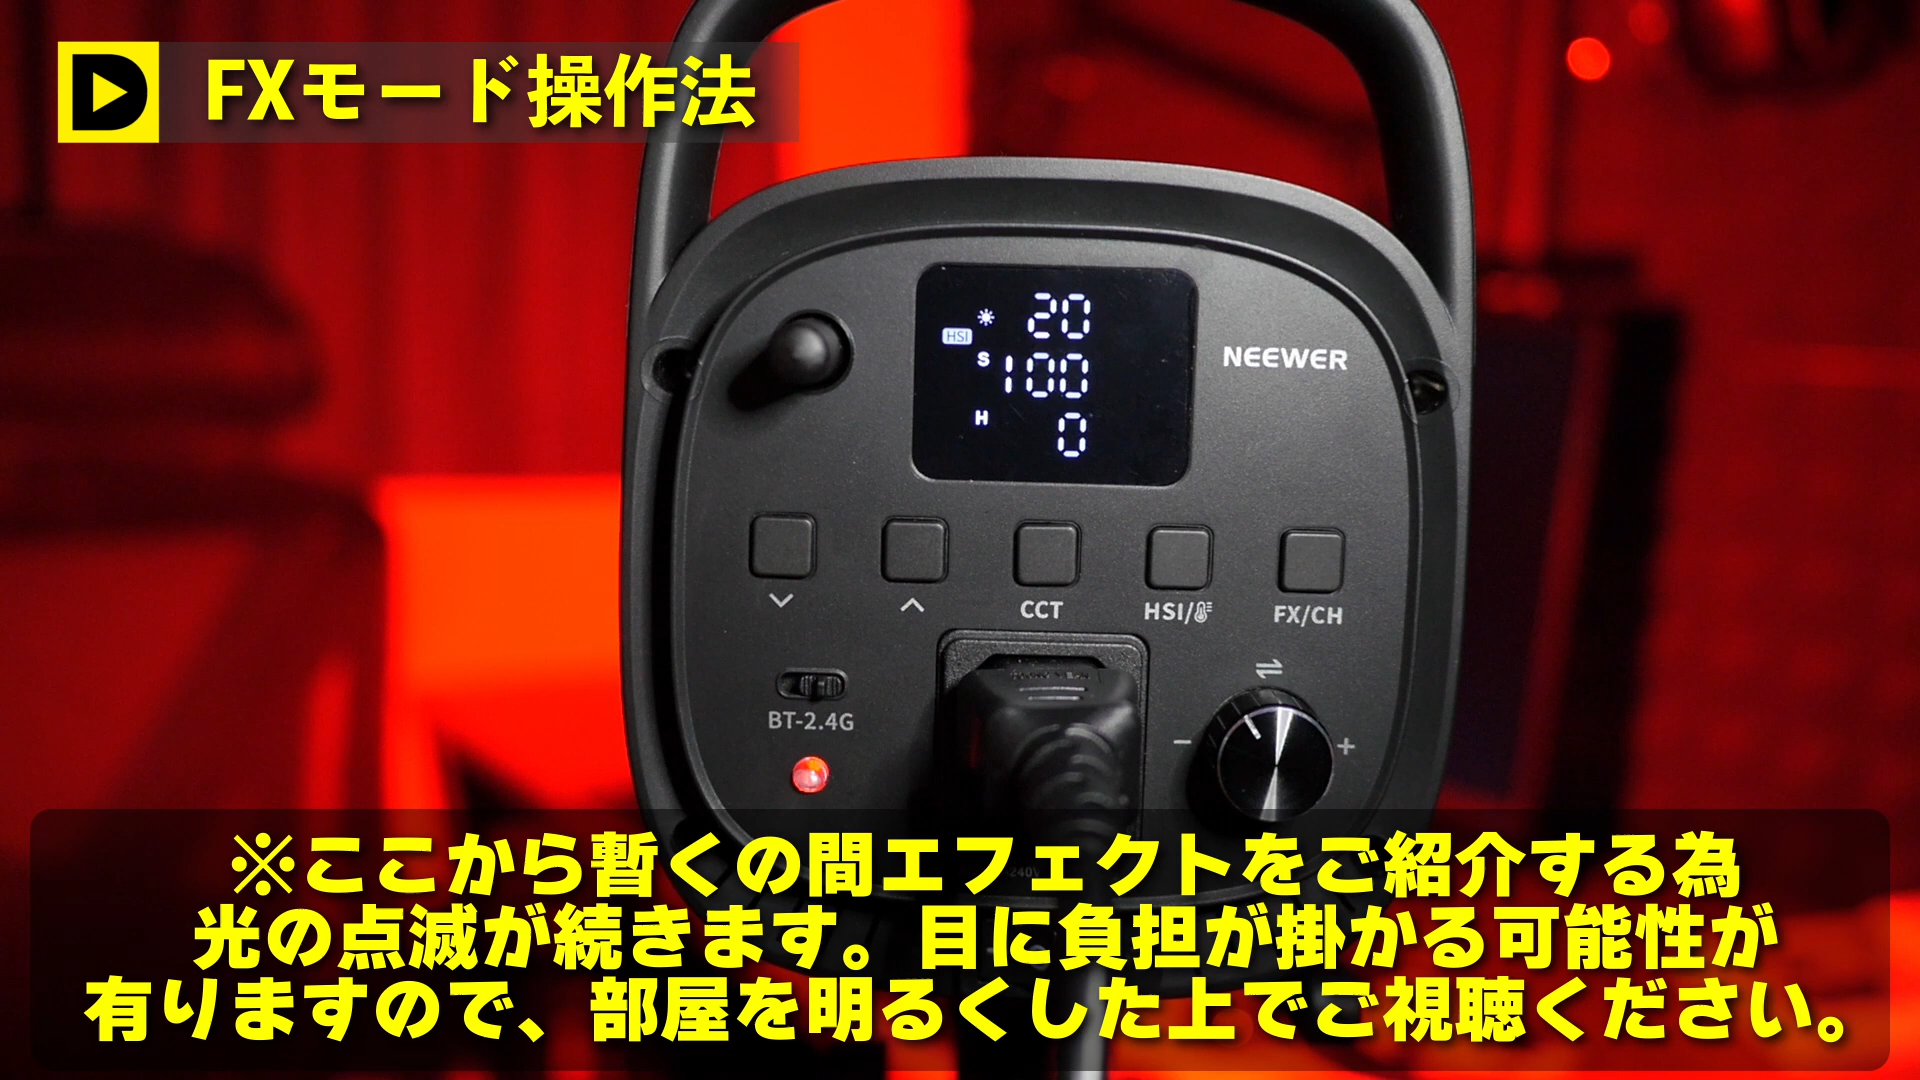 FXモード操作法
20
HSI
S 100
H 0
NEEWER
CCT
HSI/
FX/CH
BT-2.4G
- +
240V
※ここから暫くの間エフェクトをご紹介する為
光の点滅が続きます。目に負担が掛かる可能性が
有りますので、部屋を明るくした上でご視聴ください。